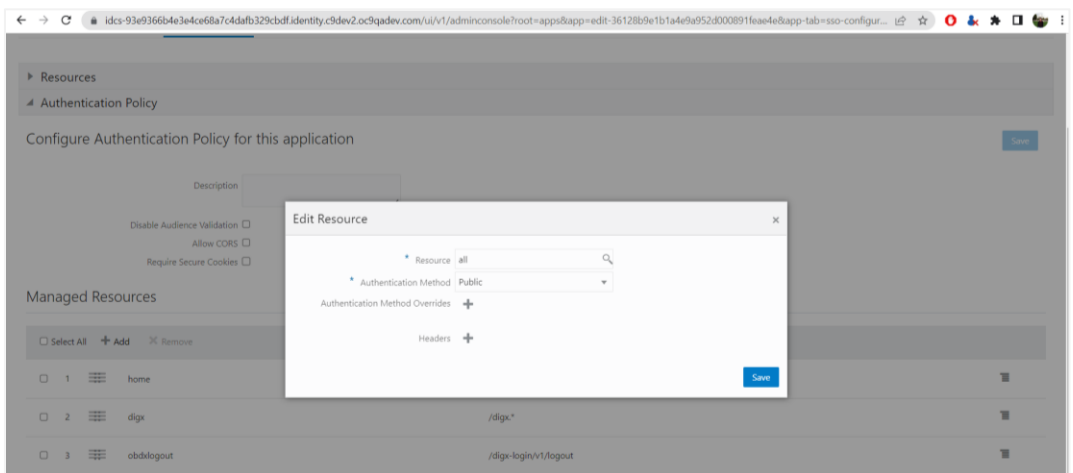 idcs-93e9366b4e3e4ce68a7c4dafb329cbdf.identity.c9dev2.oc9qadev.com/ui/v1/adminconsole?root=apps&app=edit-36128b9e1b1a4e9a952d000891feae4e&app-tab=sso-configur...
Resources
Authentication Policy
Configure Authentication Policy for this application
Save
Description
Disable Audience Validation
Allow CORS
Require Secure Cookies
Edit Resource
* Resource all
* Authentication Method Public
Authentication Method Overrides
Headers
Save
Managed Resources
Select All Add Remove
1 home
2 digx /digx.*
3 obdxlogout /digx-login/v1/logout